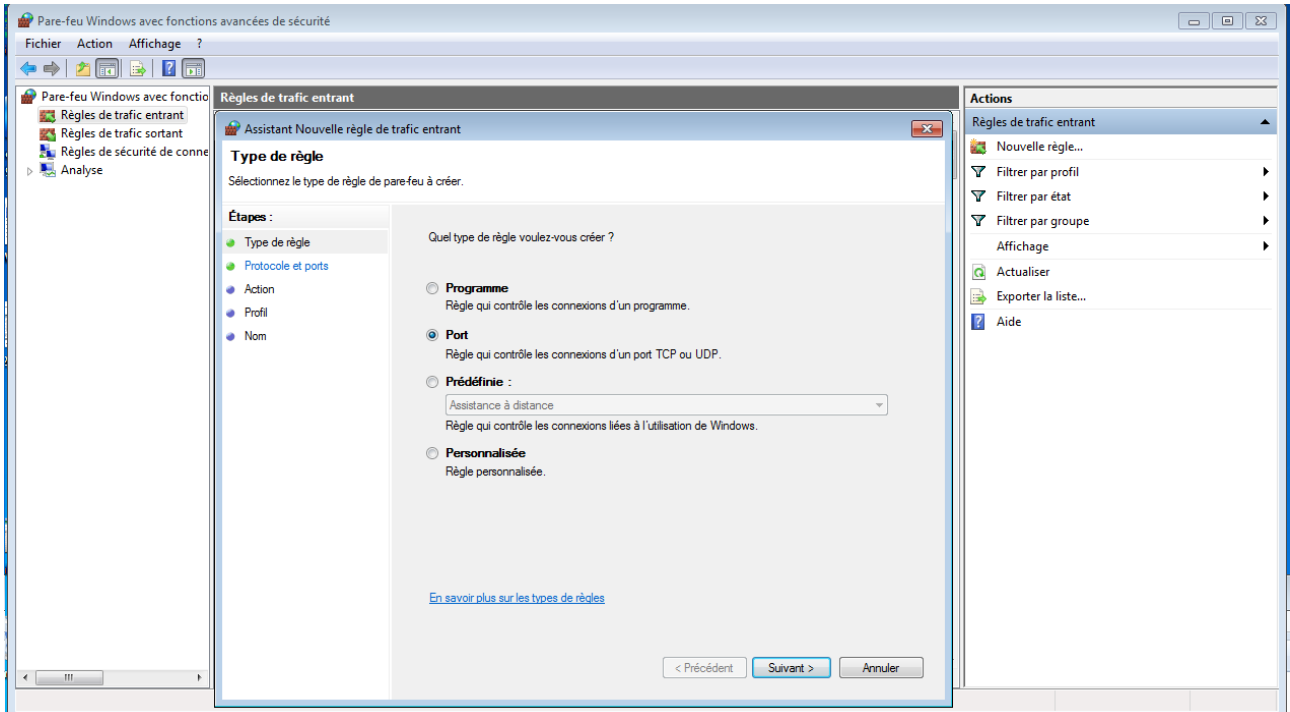 Pare-feu Windows avec fonctions avancées de sécurité
Fichier Action Affichage ?
Pare-feu Windows avec fonctio
Règles de trafic entrant
Règles de trafic sortant
Règles de sécurité de conne
Analyse
Règles de trafic entrant
Assistant Nouvelle règle de trafic entrant
Type de règle
Sélectionnez le type de règle de pare-feu à créer.
Étapes :
Type de règle
Protocole et ports
Action
Profil
Nom
Quel type de règle voulez-vous créer ?
Programme
Règle qui contrôle les connexions d'un programme.
Port
Règle qui contrôle les connexions d'un port TCP ou UDP.
Prédéfinie :
Assistance à distance
Règle qui contrôle les connexions liées à l'utilisation de Windows.
Personnalisée
Règle personnalisée.
En savoir plus sur les types de règles
< Précédent Suivant > Annuler
Actions
Règles de trafic entrant
Nouvelle règle...
Filtrer par profil
Filtrer par état
Filtrer par groupe
Affichage
Actualiser
Exporter la liste...
Aide